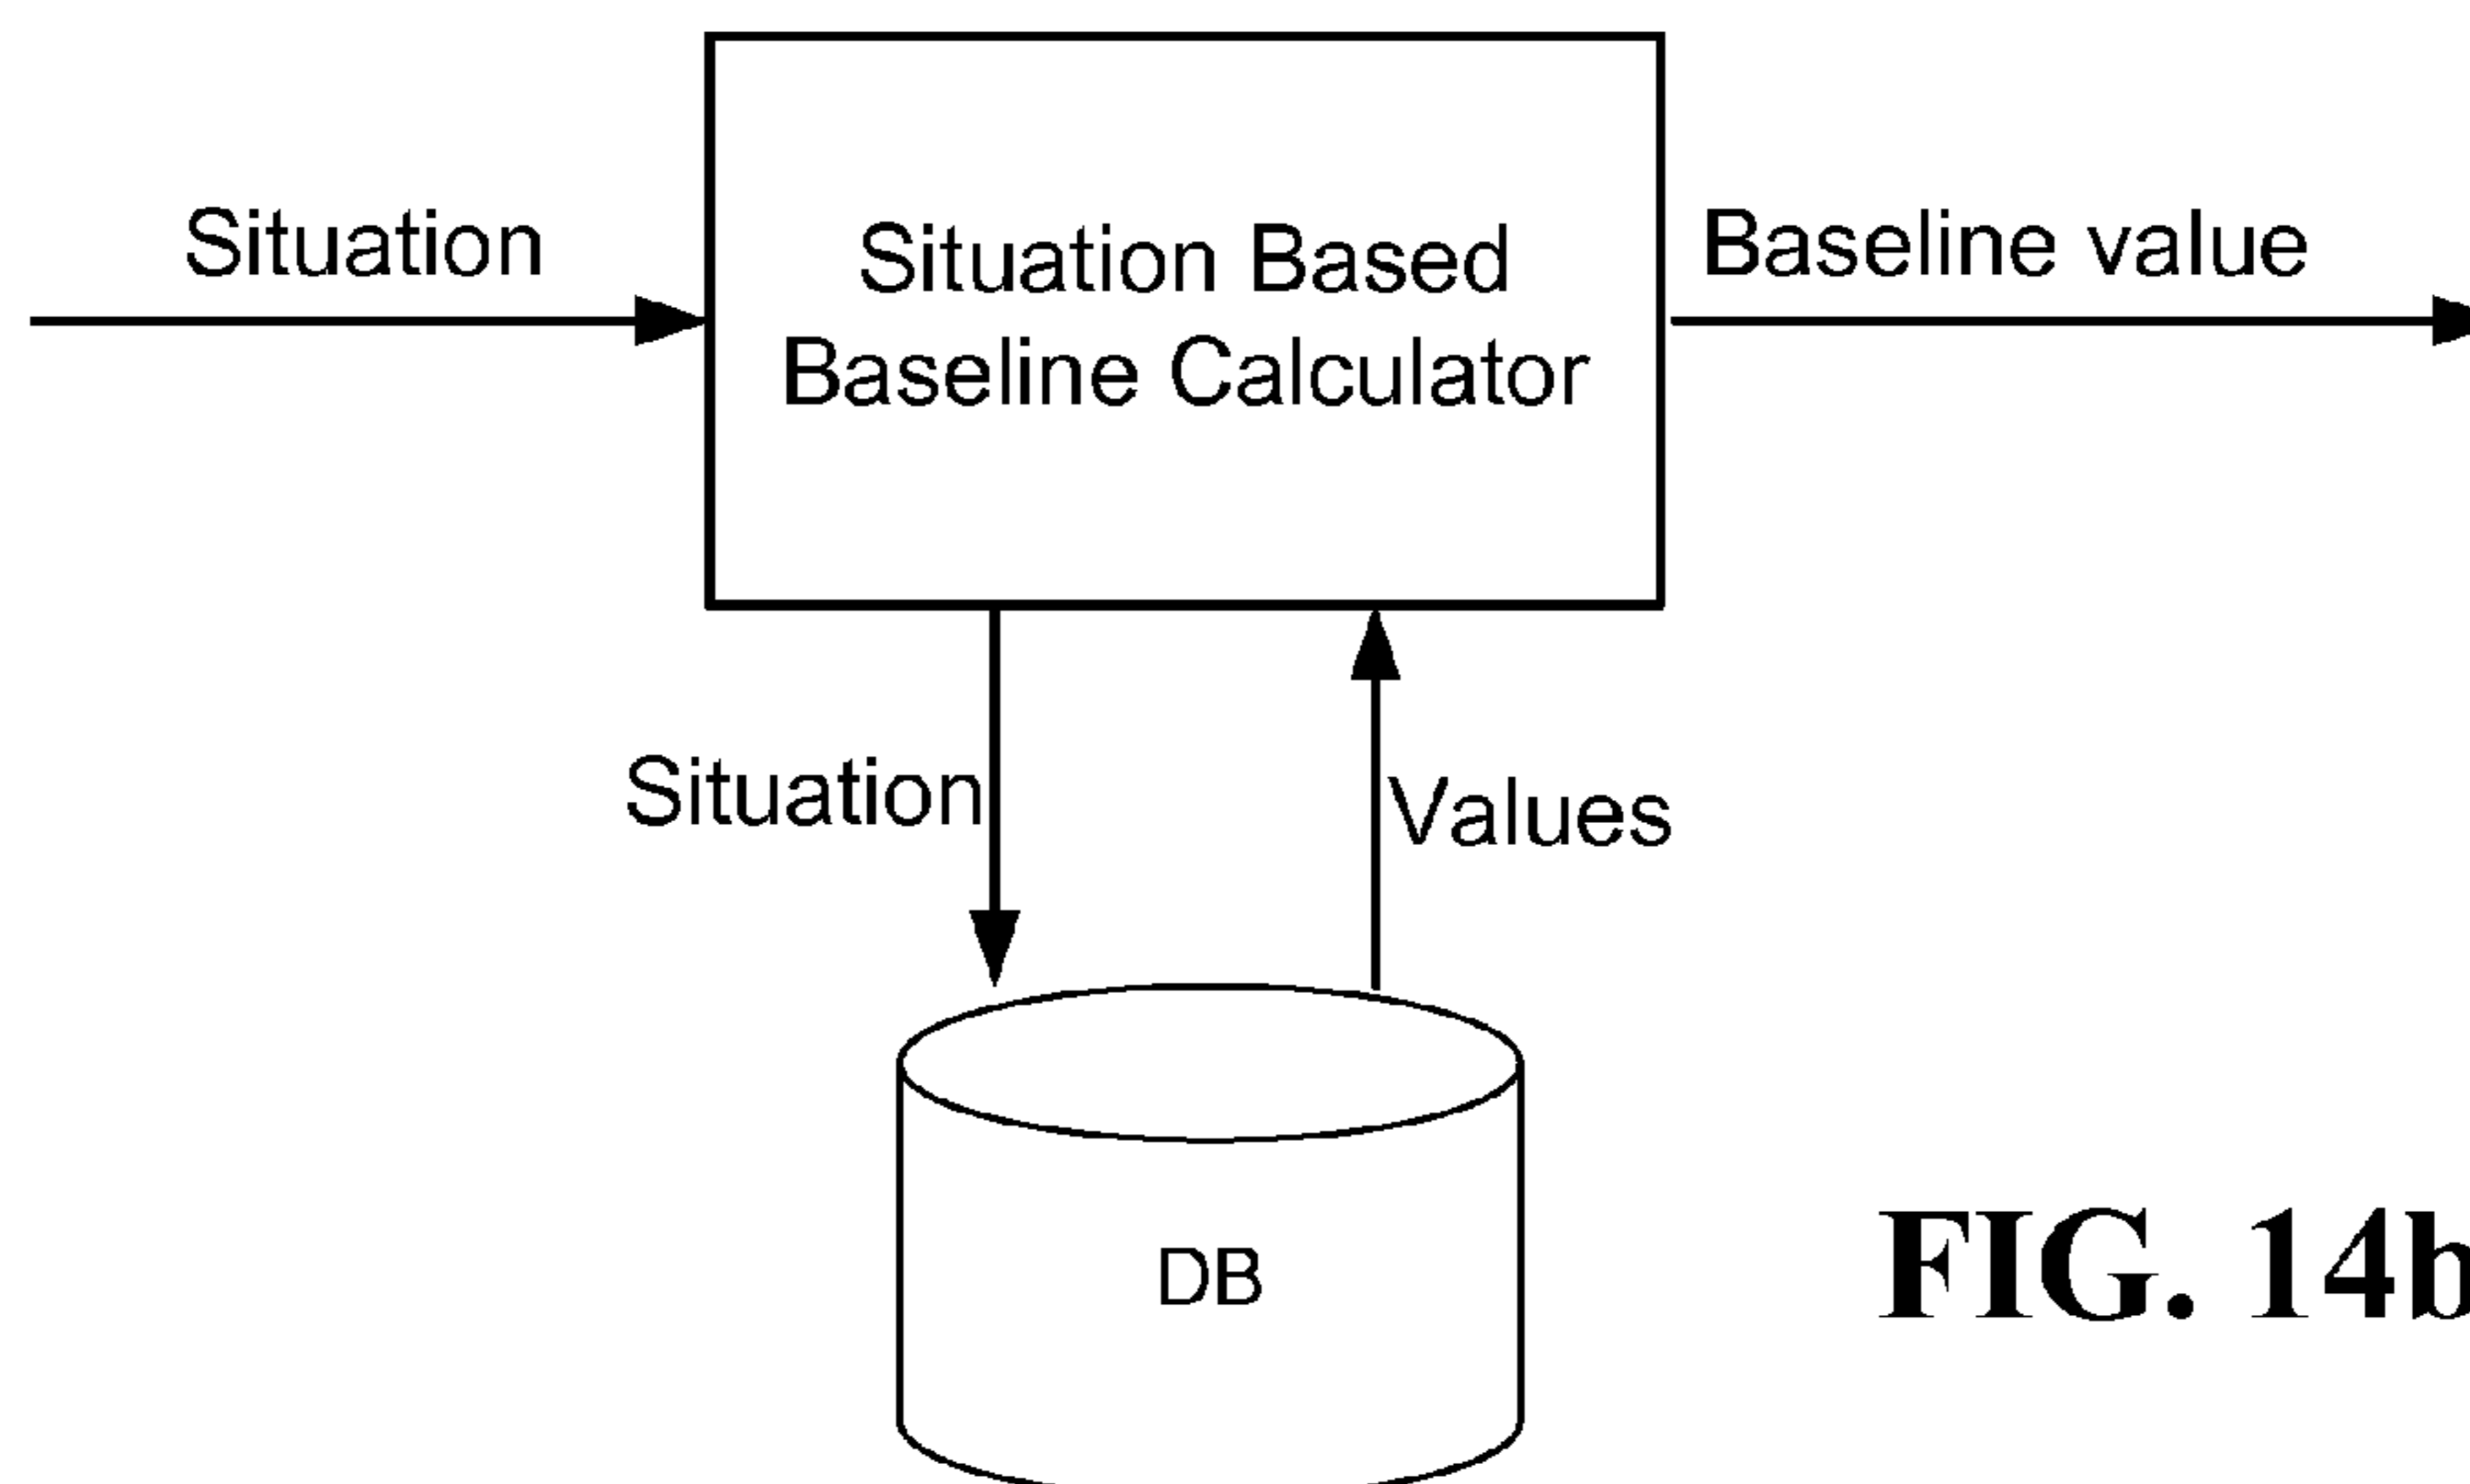 Situation
Situation Based
Baseline Calculator
Baseline value
Situation
Values
DB
FIG. 14b